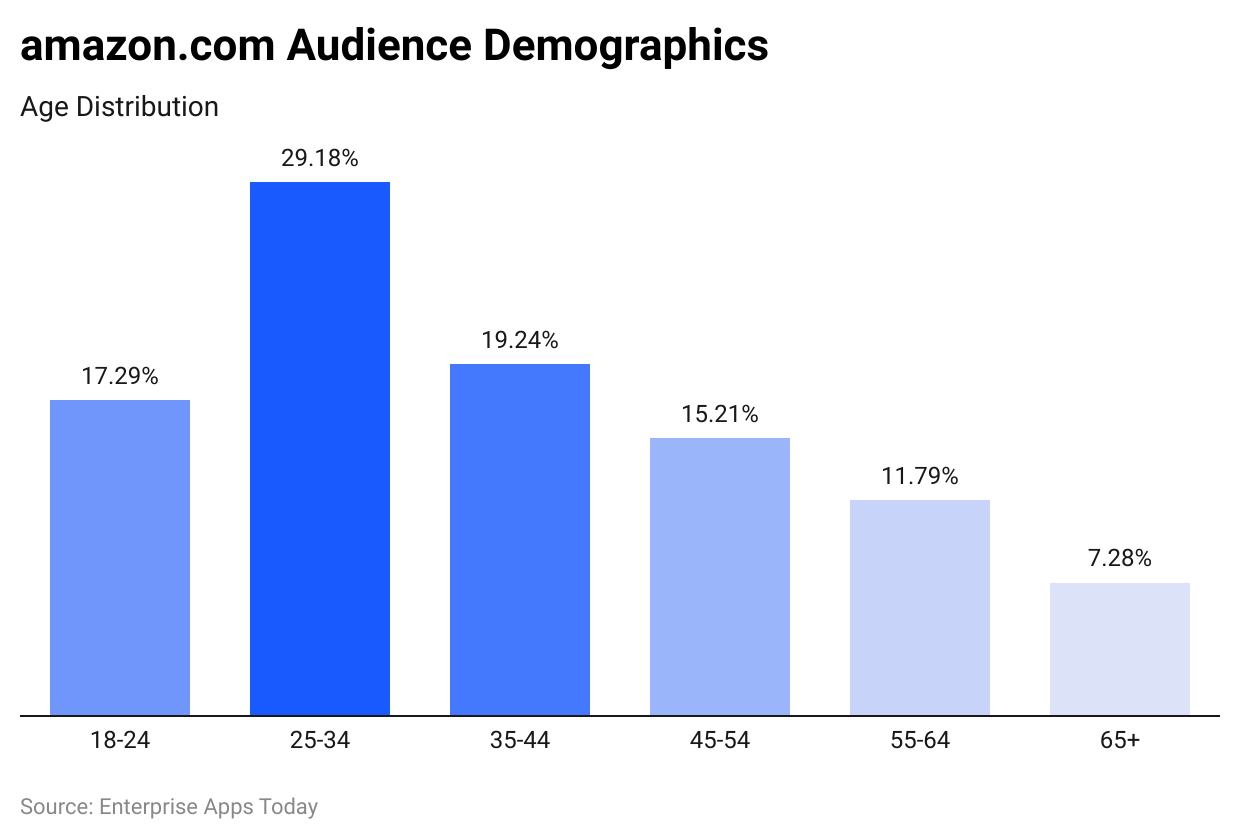 amazon.com Audience Demographics
Age Distribution
29.18%
19.24%
17.29%
15.21%
11.79%
7.28%
18-24 25-34 35-44 45-54 55-64 65+
Source: Enterprise Apps Today